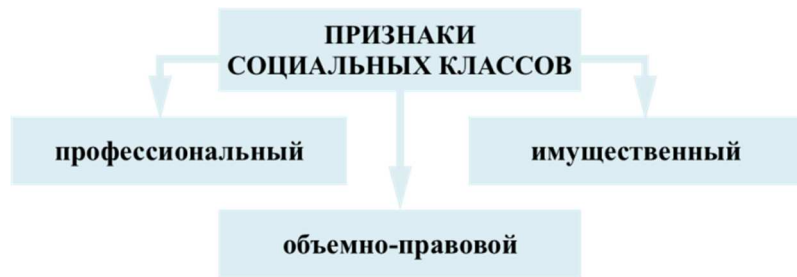 ПРИЗНАКИ
СОЦИАЛЬНЫХ КЛАССОВ
профессиональный
имущественный
объемно-правовой